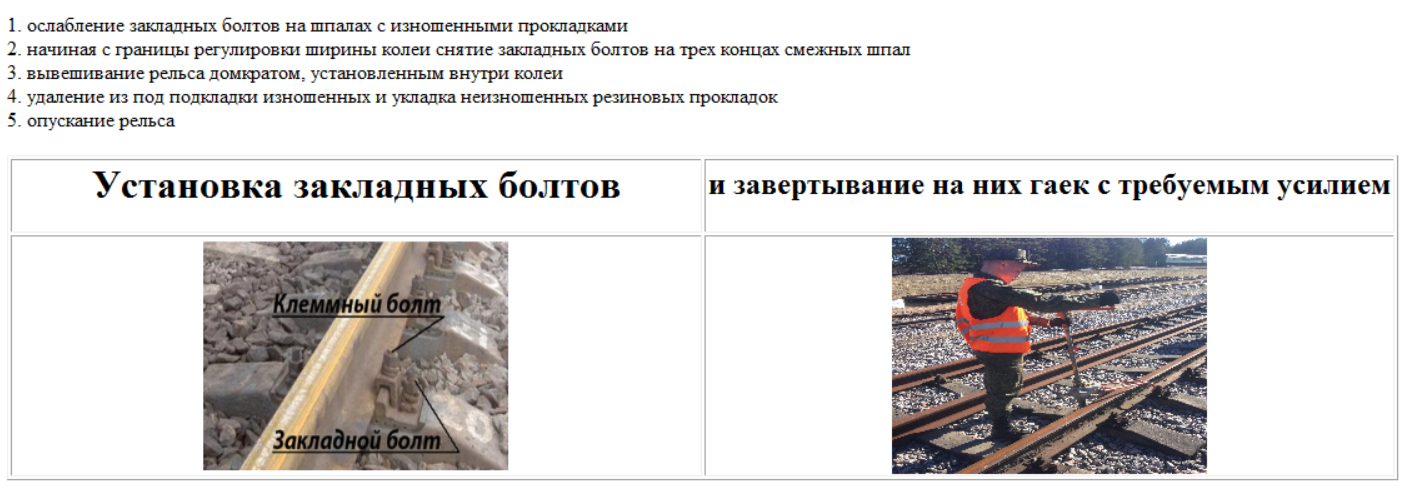 1. ослабление закладных болтов на шпалах с изношенными прокладками
2. начиная с границы регулировки ширины колеи снятие закладных болтов на трех концах смежных шпал
3. вывешивание рельса домкратом, установленным внутри колеи
4. удаление из под подкладки изношенных и укладка неизношенных резиновых прокладок
5. опускание рельса
Установка закладных болтов
и завертывание на них гаек с требуемым усилием
Клеммный болт
Закладной болт